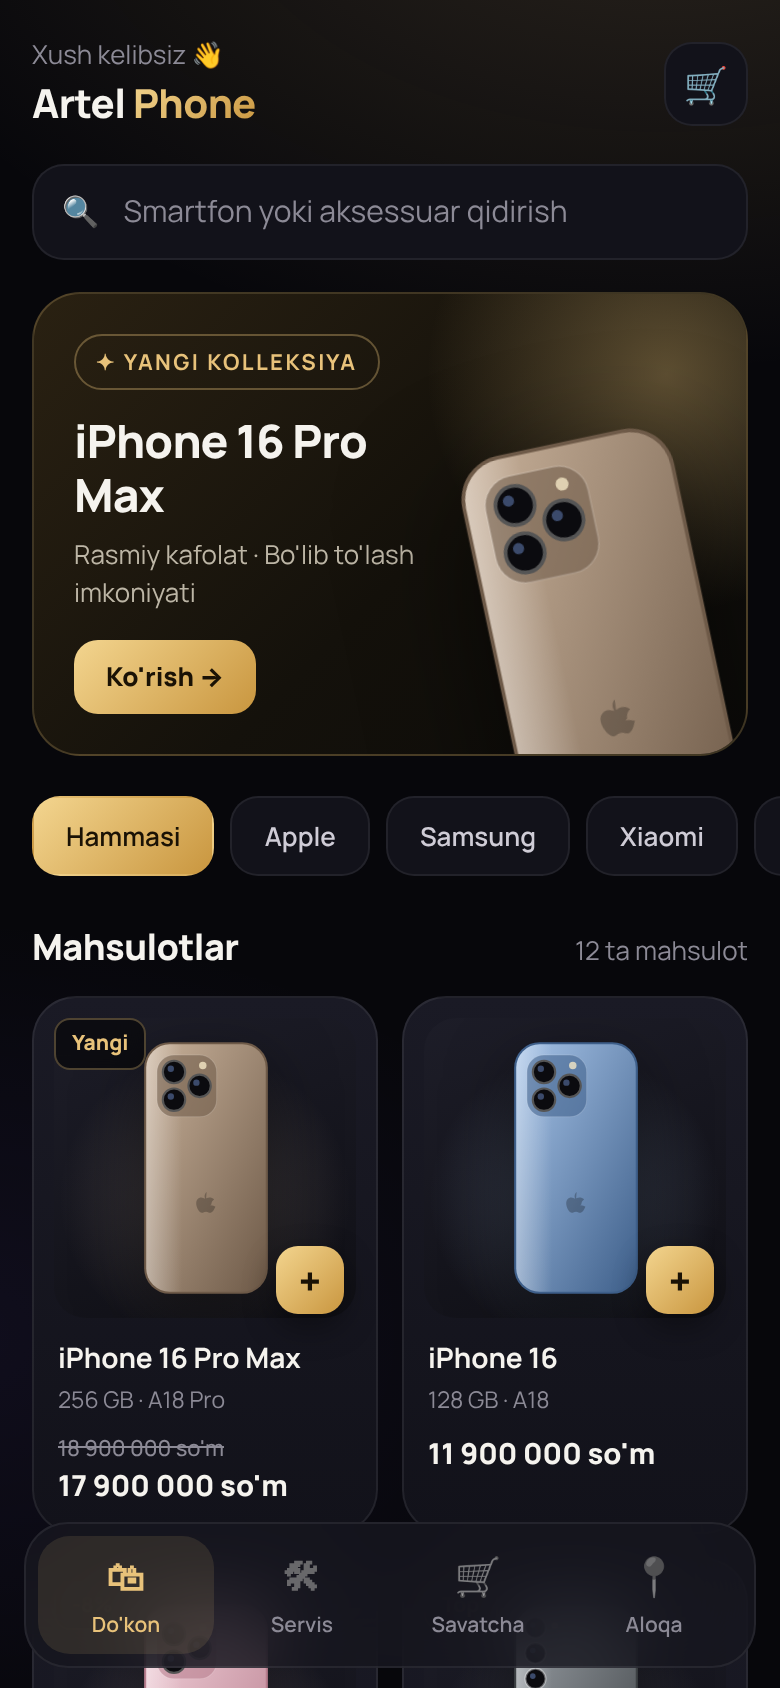 Xush kelibsiz 👋
Artel Phone
Smartfon yoki aksessuar qidirish
✦ YANGI KOLLEKSIYA
iPhone 16 Pro
Max
Rasmiy kafolat · Bo'lib to'lash
imkoniyati
Ko'rish →
Hammasi
Apple
Samsung
Xiaomi
Mahsulotlar
12 ta mahsulot
Yangi
+
+
iPhone 16 Pro Max
256 GB · A18 Pro
18 900 000 so'm
17 900 000 so'm
iPhone 16
128 GB · A18
11 900 000 so'm
Do'kon
Servis
Savatcha
Aloqa